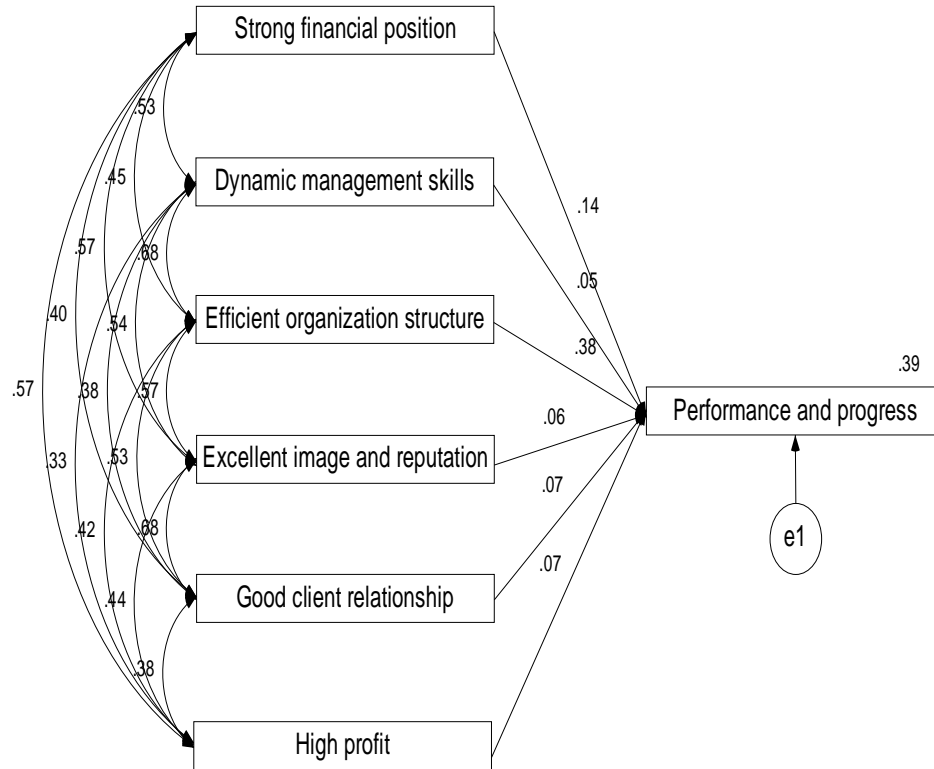 Strong financial position
.53
Dynamic management skills
.45
.14
.57
.68
.05
.40
.54
Efficient organization structure
.38
.39
.57
.38
.57
.06
Performance and progress
.33
.53
Excellent image and reputation
.07
.42
.68
e1
.07
.44
Good client relationship
.38
High profit